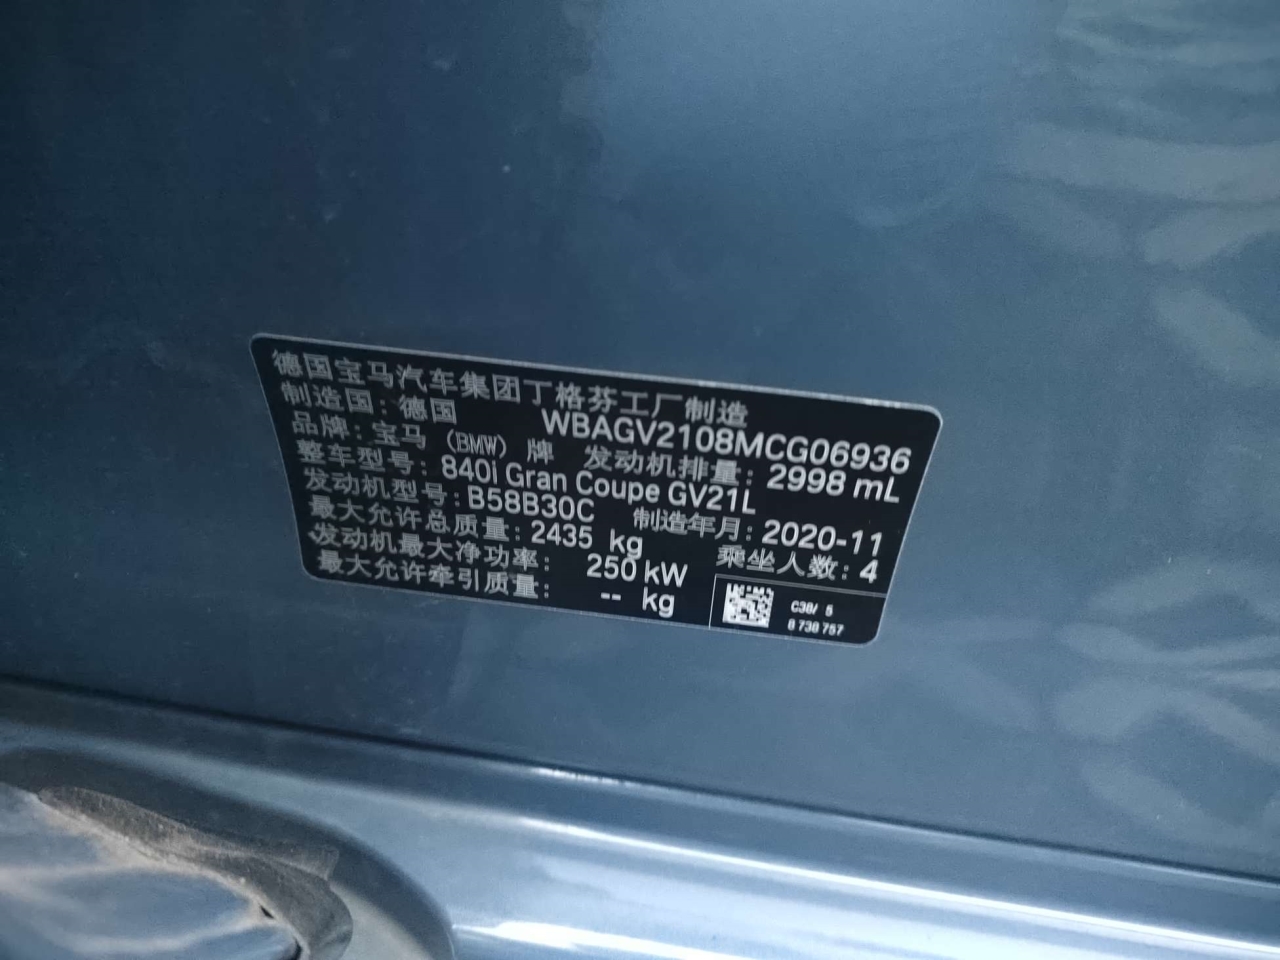 德国宝马汽车集团丁格芬工厂制造
制造国：德国 WBAGV2108MCG06936
品牌：宝马（BMW）牌 发动机排量：2998 mL
整车型号：840i Gran Coupe GV21L
发动机型号：B58B30C 制造年月：2020-11
最大允许总质量：2435 kg 乘坐人数：4
发动机最大净功率： 250 kW
最大允许牵引质量： -- kg
C38/ 5
8 738 757